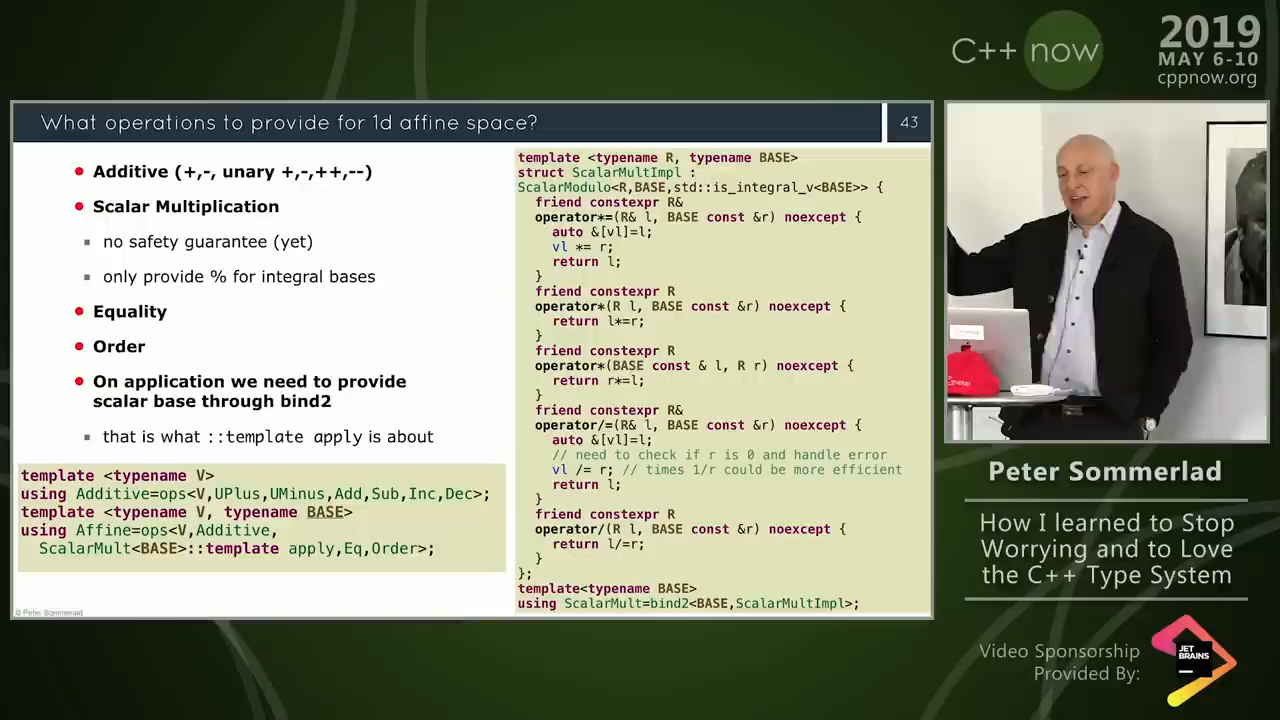 C++ now
2019
MAY 6-10
cppnow.org
What operations to provide for 1d affine space?
43
Additive (+,-, unary +,-,++,--)
Scalar Multiplication
no safety guarantee (yet)
only provide % for integral bases
Equality
Order
On application we need to provide
scalar base through bind2
that is what ::template apply is about
template <typename V>
using Additive=ops<V,UPlus,UMinus,Add,Sub,Inc,Dec>;
template <typename V, typename BASE>
using Affine=ops<V,Additive,
ScalarMult<BASE>::template apply,Eq,Order>;
© Peter Sommerlad
template <typename R, typename BASE>
struct ScalarMultImpl :
ScalarModulo<R,BASE,std::is_integral_v<BASE>> {
friend constexpr R&
operator*=(R& l, BASE const &r) noexcept {
auto &[vl]=l;
vl *= r;
return l;
}
friend constexpr R
operator*(R l, BASE const &r) noexcept {
return l*=r;
}
friend constexpr R
operator*(BASE const & l, R r) noexcept {
return r*=l;
}
friend constexpr R&
operator/=(R& l, BASE const &r) noexcept {
auto &[vl]=l;
// need to check if r is 0 and handle error
vl /= r; // times 1/r could be more efficient
return l;
}
friend constexpr R
operator/(R l, BASE const &r) noexcept {
return l/=r;
}
};
template<typename BASE>
using ScalarMult=bind2<BASE,ScalarMultImpl>;
Peter Sommerlad
How I learned to Stop
Worrying and to Love
the C++ Type System
Video Sponsorship
Provided By:
JET
BRAINS